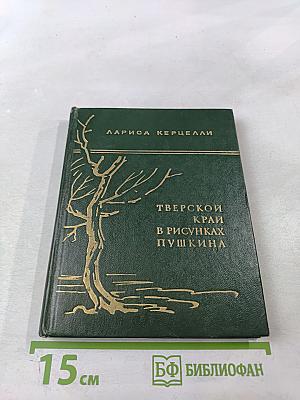 ЛАРИСА КЕРЦЕЛЛИ
ТВЕРСКОЙ
КРАЙ
В РИСУНКАХ
ПУШКИНА
15 см
БФ БИБЛИОФАН